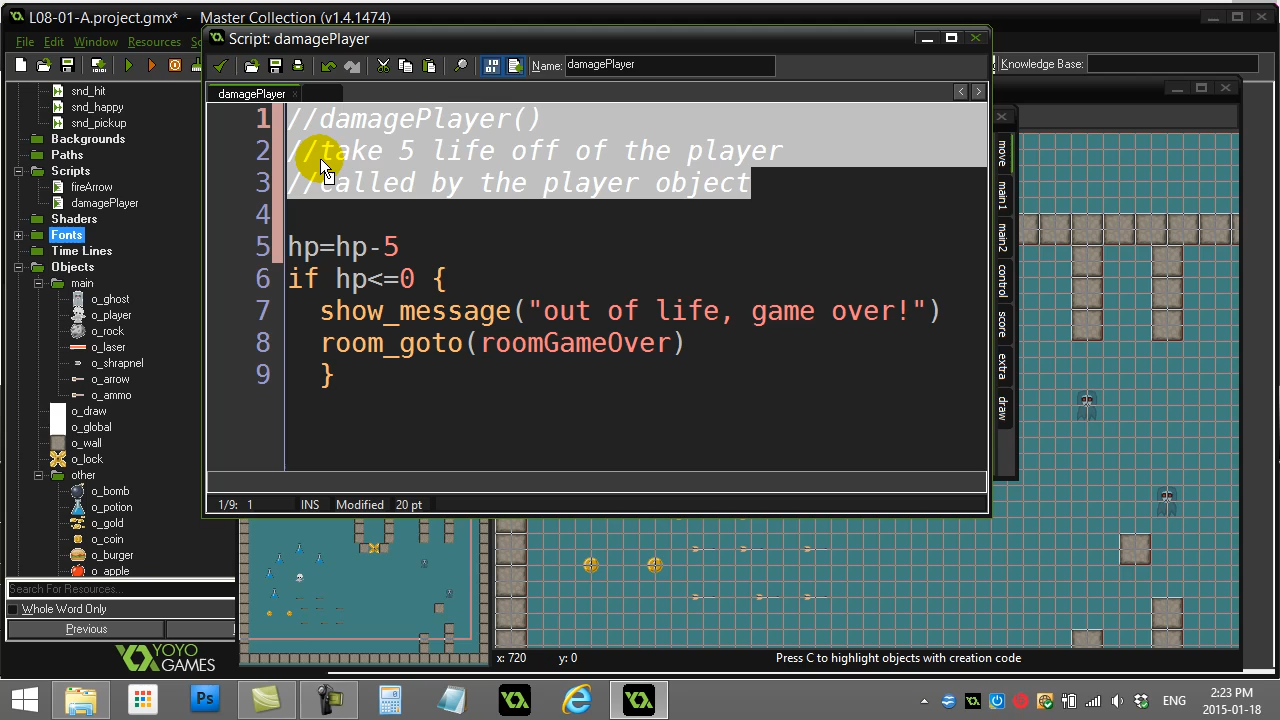 L08-01-A.project.gmx* - Master Collection (v1.4.1474)
File Edit Window Resources
Script: damagePlayer
Name: damagePlayer
Knowledge Base:
damagePlayer
1 //damagePlayer()
2 //take 5 life off of the player
3 //called by the player object
4
5 hp=hp-5
6 if hp<=0 {
7 show_message("out of life, game over!")
8 room_goto(roomGameOver)
9 }
1/9: 1 INS Modified 20 pt
snd_hit
snd_happy
snd_pickup
Backgrounds
Paths
Scripts
fireArrow
damagePlayer
Shaders
Fonts
Time Lines
Objects
main
o_ghost
o_player
o_rock
o_laser
o_shrapnel
o_arrow
o_ammo
o_draw
o_global
o_wall
o_lock
other
o_bomb
o_potion
o_gold
o_coin
o_burger
o_apple
Search For Resources...
Whole Word Only
Previous
YOYO
GAMES
move
main1
main2
control
score
extra
draw
x: 720 y: 0 Press C to highlight objects with creation code
Ps
ENG
2:23 PM
2015-01-18